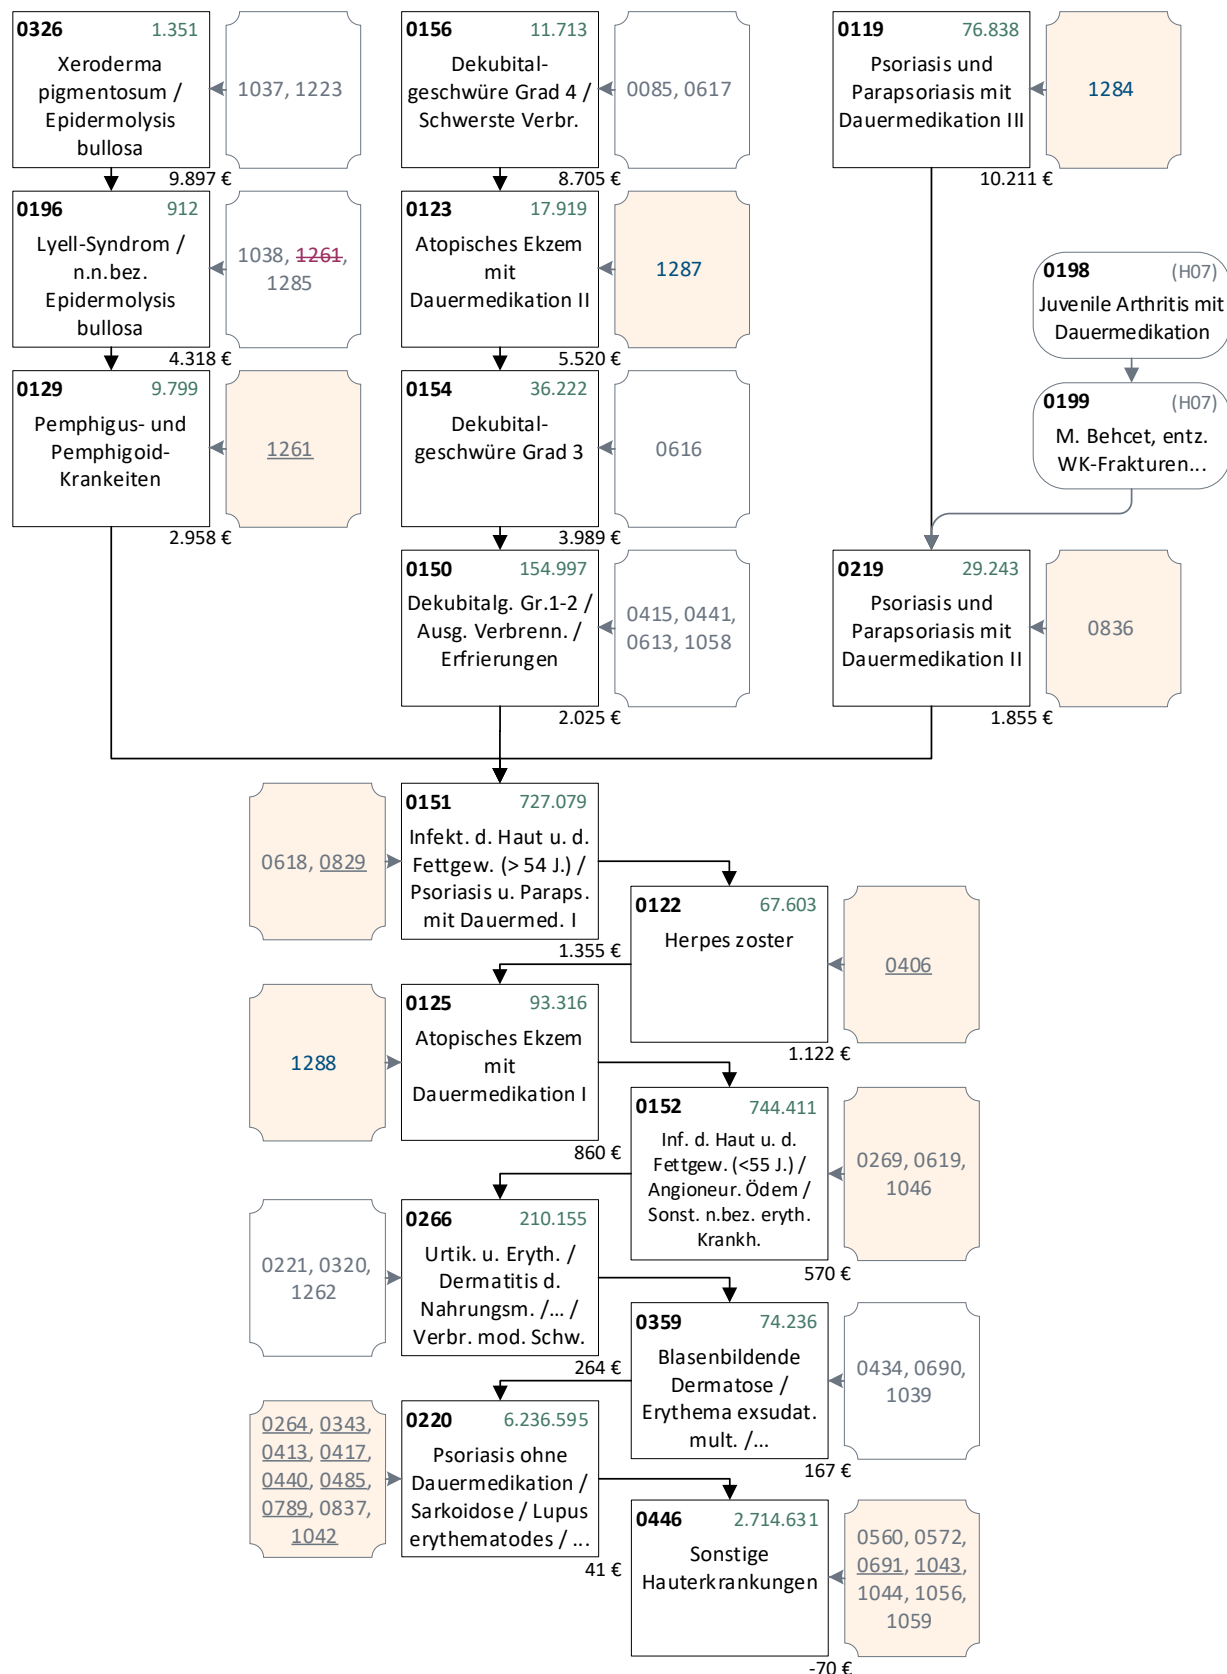 0326 1.351
Xeroderma
pigmentosum /
Epidermolysis
bullosa
1037, 1223
9.897 €
0156 11.713
Dekubital-
geschwüre Grad 4 /
Schwerste Verbr.
0085, 0617
8.705 €
0119 76.838
Psoriasis und
Parapsoriasis mit
Dauermedikation III
1284
10.211 €
0196 912
Lyell-Syndrom /
n.n.bez.
Epidermolysis
bullosa
1038, 1261,
1285
4.318 €
0123 17.919
Atopisches Ekzem
mit
Dauermedikation II
1287
5.520 €
0198 (H07)
Juvenile Arthritis mit
Dauermedikation
0129 9.799
Pemphigus- und
Pemphigoid-
Krankeiten
1261
2.958 €
0154 36.222
Dekubital-
geschwüre Grad 3
0616
3.989 €
0199 (H07)
M. Behcet, entz.
WK-Frakturen...
0150 154.997
Dekubitalg. Gr.1-2 /
Ausg. Verbrenn. /
Erfrierungen
0415, 0441,
0613, 1058
2.025 €
0219 29.243
Psoriasis und
Parapsoriasis mit
Dauermedikation II
0836
1.855 €
0151 727.079
Infekt. d. Haut u. d.
Fettgew. (> 54 J.) /
Psoriasis u. Paraps.
mit Dauermed. I
0618, 0829
1.355 €
0122 67.603
Herpes zoster
0406
1.122 €
0125 93.316
Atopisches Ekzem
mit
Dauermedikation I
1288
860 €
0152 744.411
Inf. d. Haut u. d.
Fettgew. (<55 J.) /
Angioneur. Ödem /
Sonst. n.bez. eryth.
Krankh.
0269, 0619,
1046
570 €
0266 210.155
Urtik. u. Eryth. /
Dermatitis d.
Nahrungsm. /... /
Verbr. mod. Schw.
0221, 0320,
1262
264 €
0359 74.236
Blasenbildende
Dermatose /
Erythema exsudat.
mult. /...
0434, 0690,
1039
167 €
0220 6.236.595
Psoriasis ohne
Dauermedikation /
Sarkoidose / Lupus
erythematodes / ...
0264, 0343,
0413, 0417,
0440, 0485,
0789, 0837,
1042
41 €
0446 2.714.631
Sonstige
Hauterkrankungen
0560, 0572,
0691, 1043,
1044, 1056,
1059
-70 €